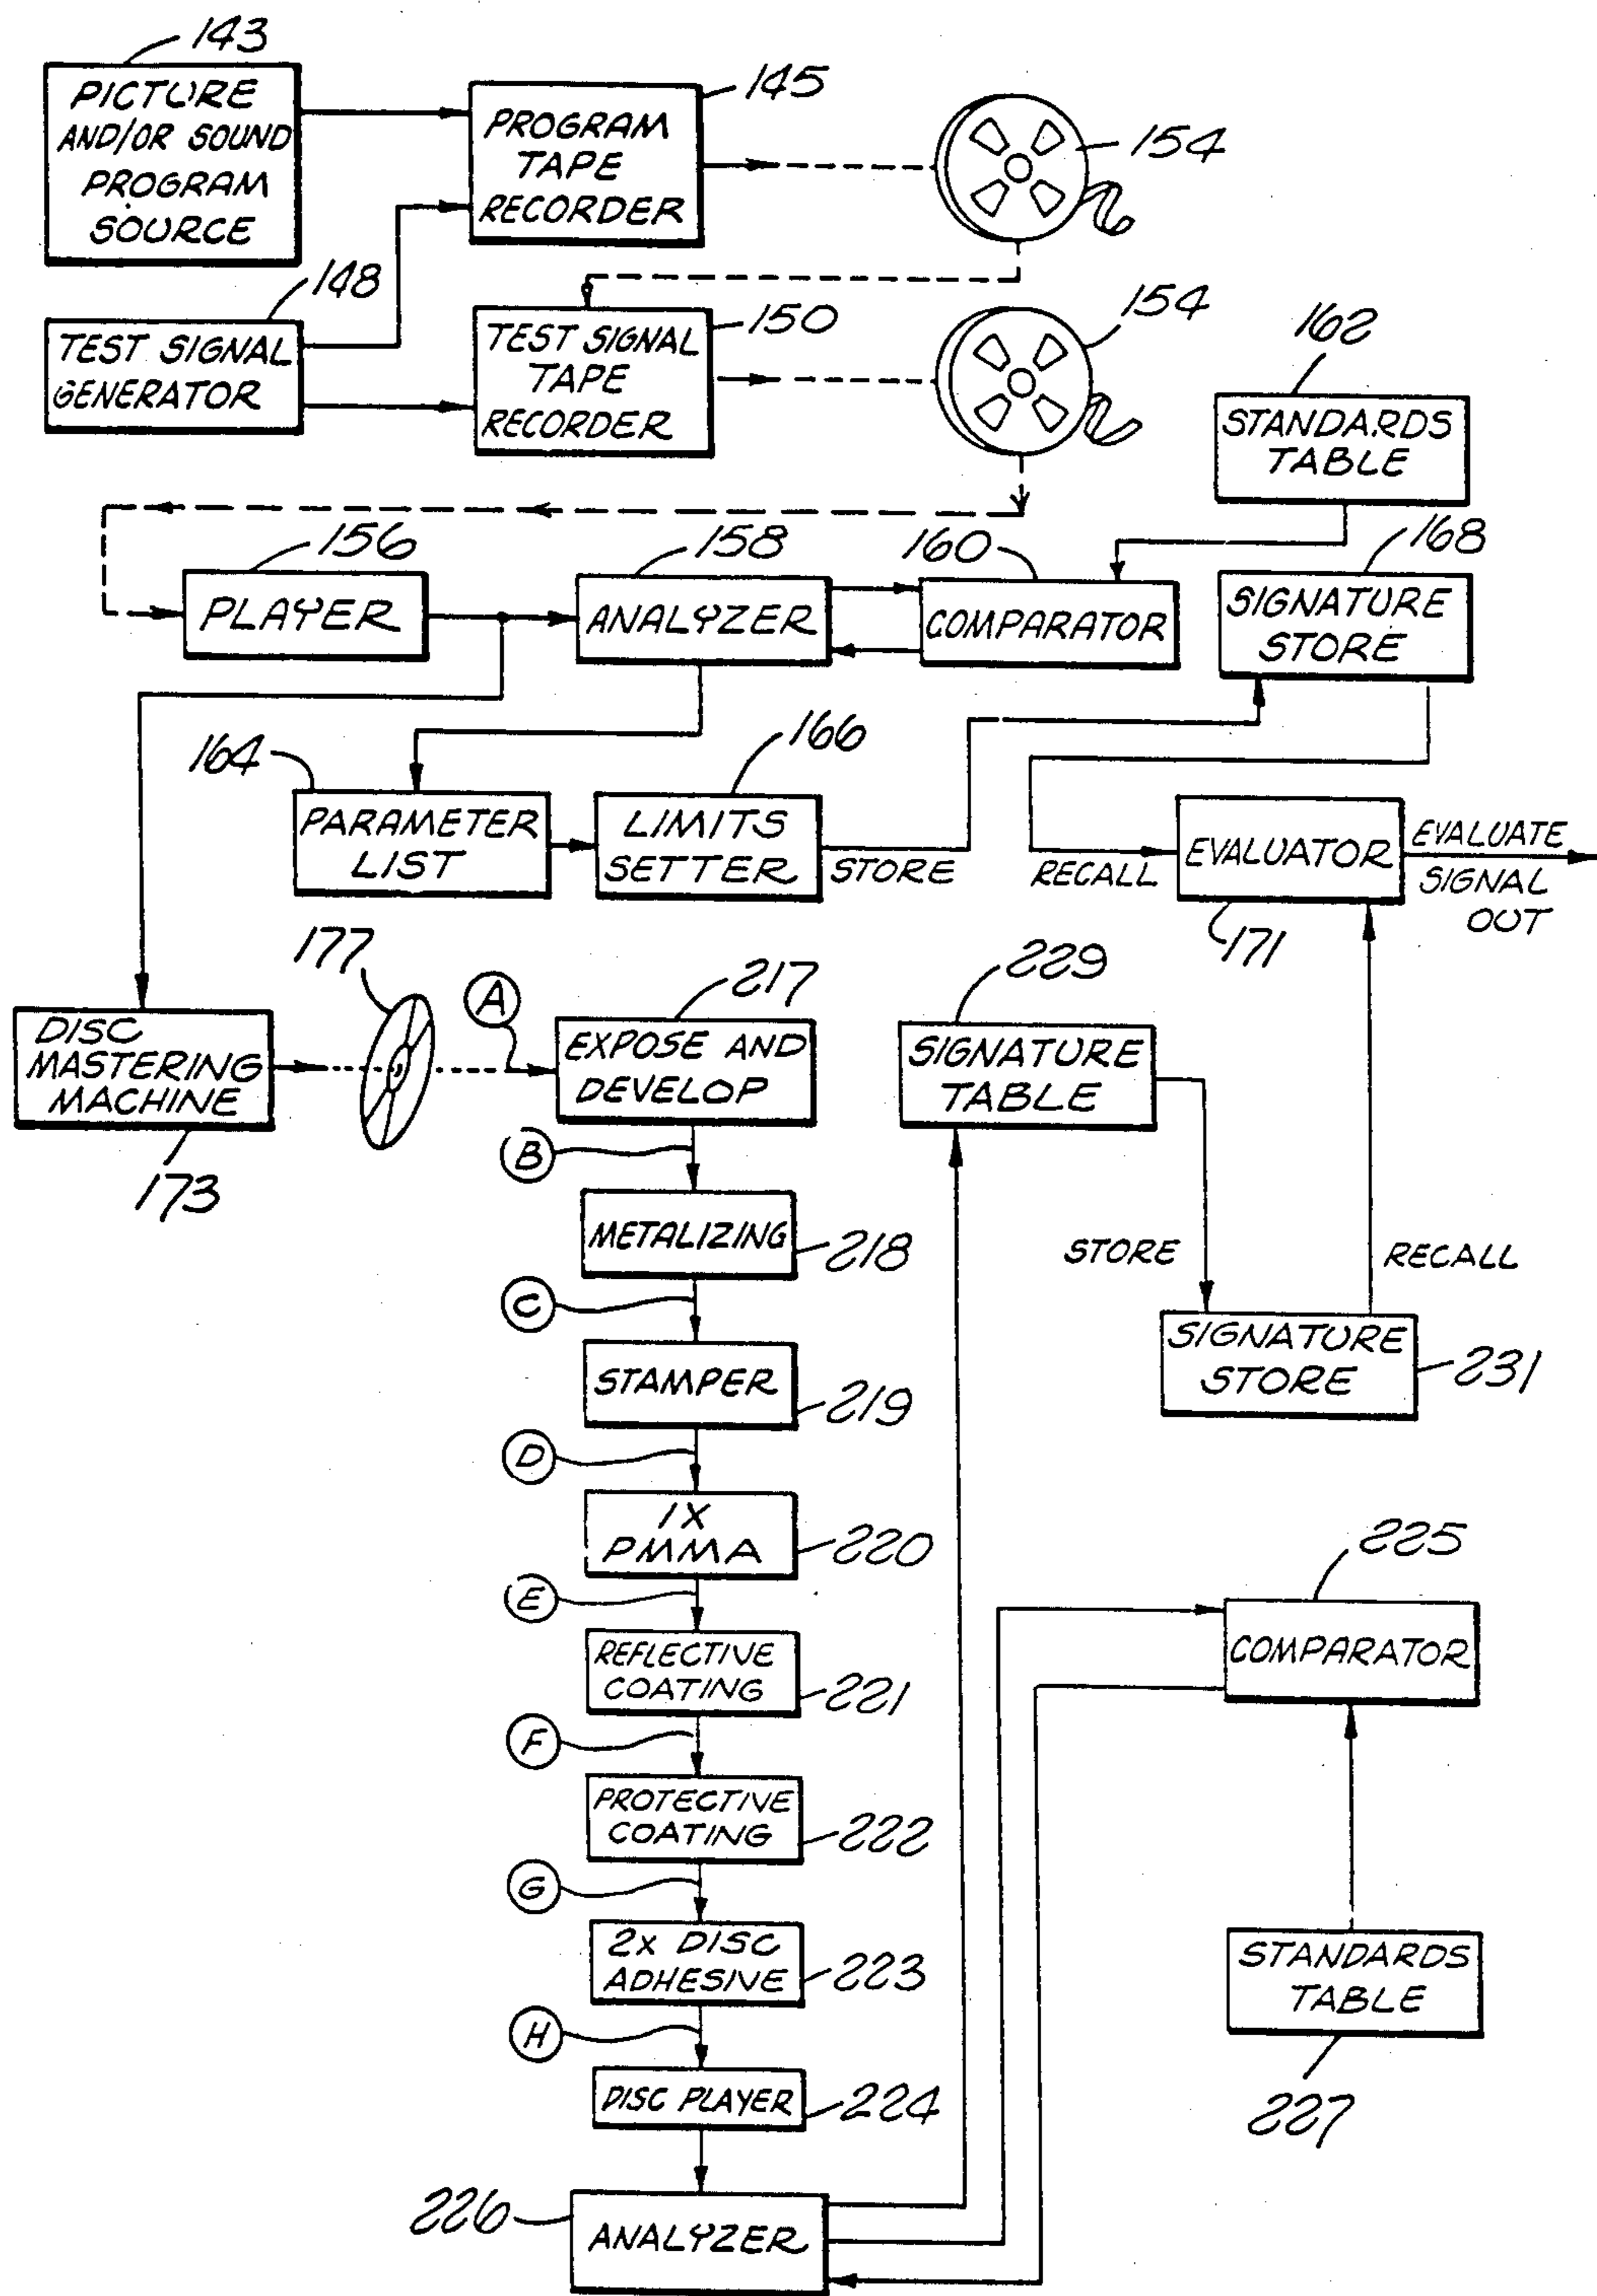 143
PICTURE
AND/OR SOUND
PROGRAM
SOURCE
145
PROGRAM
TAPE
RECORDER
154
148
TEST SIGNAL
GENERATOR
150
TEST SIGNAL
TAPE
RECORDER
154
162
STANDARDS
TABLE
156
PLAYER
158
ANALYZER
160
COMPARATOR
168
SIGNATURE
STORE
164
PARAMETER
LIST
166
LIMITS
SETTER
STORE
RECALL
EVALUATOR
171
EVALUATE
SIGNAL
OUT
DISC
MASTERING
MACHINE
173
177
A
217
EXPOSE AND
DEVELOP
229
SIGNATURE
TABLE
B
METALIZING
218
STORE
RECALL
C
STAMPER
219
SIGNATURE
STORE
231
D
1X
PMMA
220
E
REFLECTIVE
COATING
221
225
COMPARATOR
F
PROTECTIVE
COATING
222
G
2X DISC
ADHESIVE
223
STANDARDS
TABLE
227
H
DISC PLAYER
224
226
ANALYZER